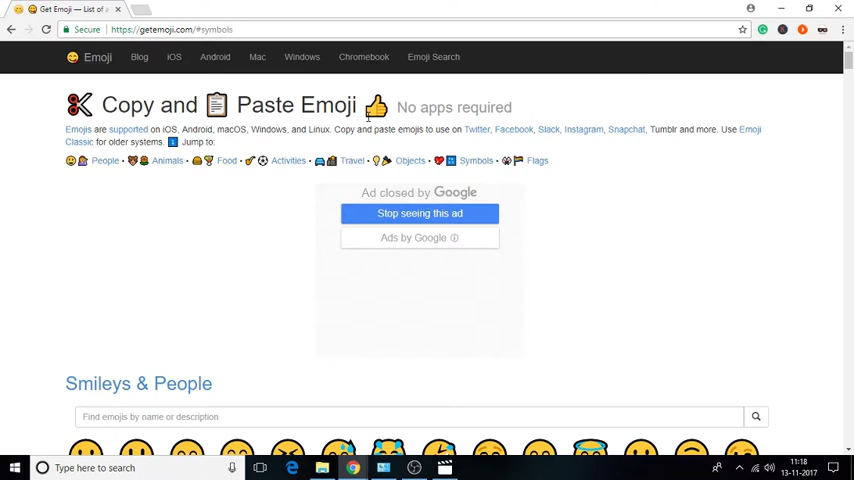 Get Emoji — List of
Secure https://getemoji.com/#symbols
Emoji Blog iOS Android Mac Windows Chromebook Emoji Search
Copy and Paste Emoji No apps required
Emojis are supported on iOS, Android, macOS, Windows, and Linux. Copy and paste emojis to use on Twitter, Facebook, Slack, Instagram, Snapchat, Tumblr and more. Use Emoji
Classic for older systems. Jump to:
People • Animals • Food • Activities • Travel • Objects • Symbols • Flags
Ad closed by Google
Stop seeing this ad
Ads by Google
Smileys & People
Find emojis by name or description
Type here to search
11:18
13-11-2017